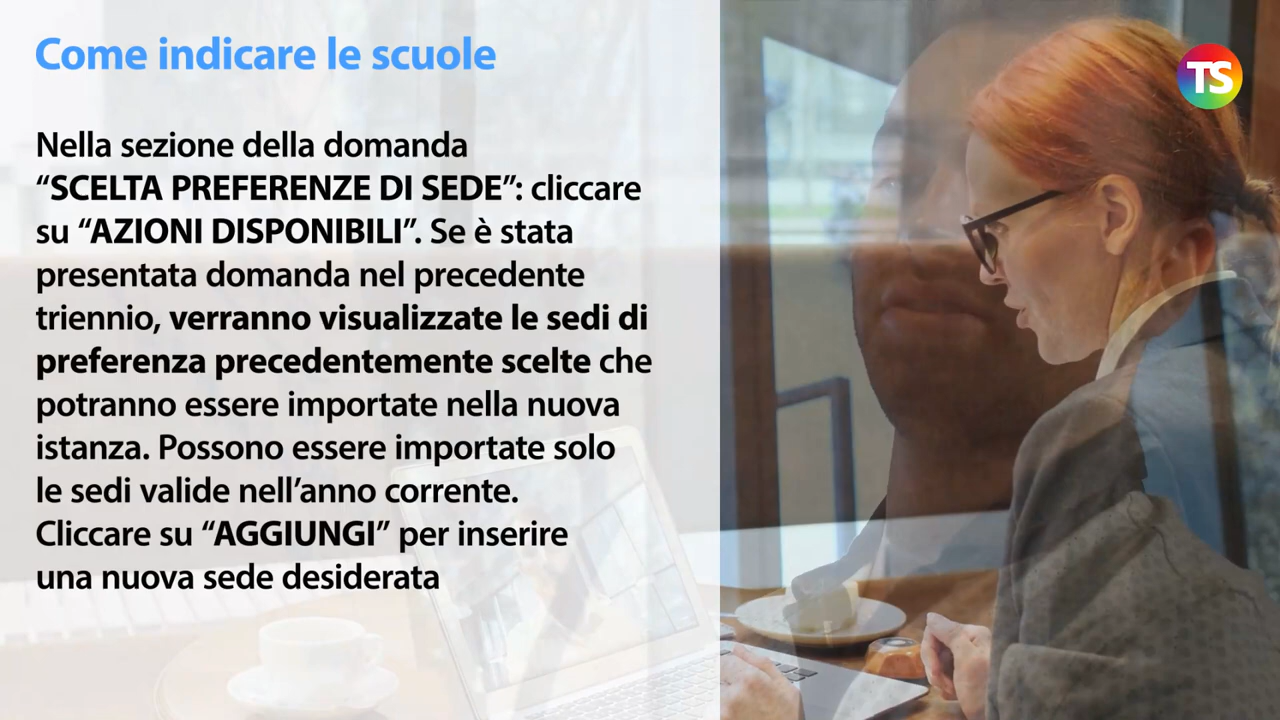 Come indicare le scuole
TS
Nella sezione della domanda
“SCELTA PREFERENZE DI SEDE”: cliccare
su “AZIONI DISPONIBILI”. Se è stata
presentata domanda nel precedente
triennio, verranno visualizzate le sedi di
preferenza precedentemente scelte che
potranno essere importate nella nuova
istanza. Possono essere importate solo
le sedi valide nell’anno corrente.
Cliccare su “AGGIUNGI” per inserire
una nuova sede desiderata